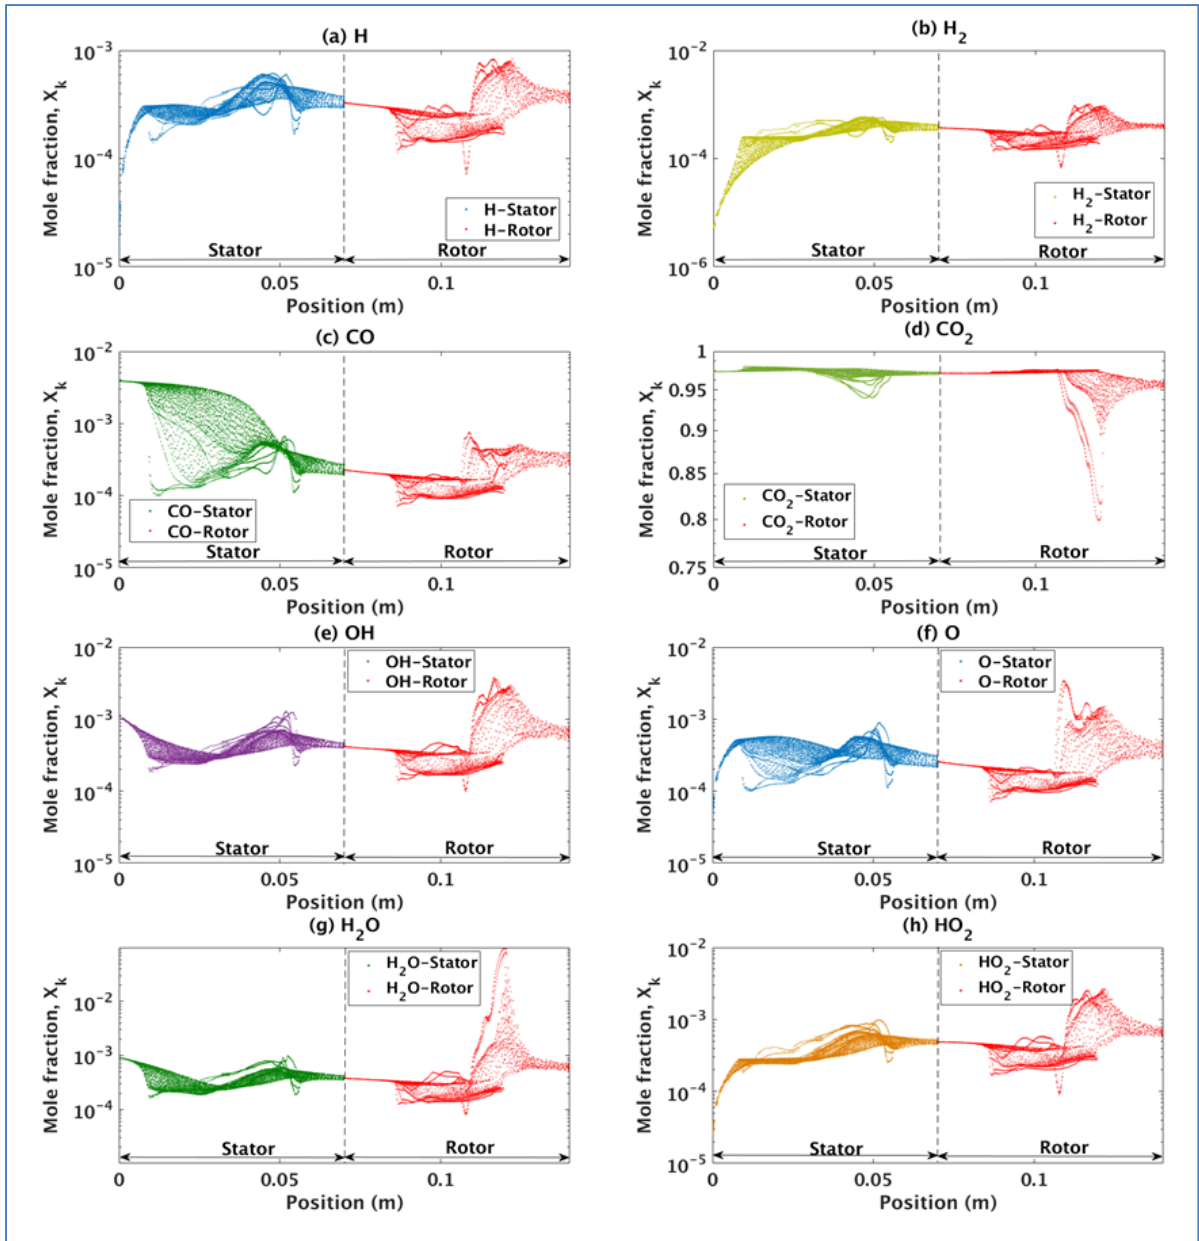 (a) H
Mole fraction, X_k
10^-3
10^-4
10^-5
H-Stator
H-Rotor
Stator
Rotor
0
0.05
0.1
Position (m)
(b) H_2
Mole fraction, X_k
10^-2
10^-4
10^-6
H_2-Stator
H_2-Rotor
Stator
Rotor
0
0.05
0.1
Position (m)
(c) CO
Mole fraction, X_k
10^-2
10^-3
10^-4
10^-5
CO-Stator
CO-Rotor
Stator
Rotor
0
0.05
0.1
Position (m)
(d) CO_2
Mole fraction, X_k
1
0.95
0.9
0.85
0.8
0.75
CO_2-Stator
CO_2-Rotor
Stator
Rotor
0
0.05
0.1
Position (m)
(e) OH
Mole fraction, X_k
10^-2
10^-3
10^-4
10^-5
OH-Stator
OH-Rotor
Stator
Rotor
0
0.05
0.1
Position (m)
(f) O
Mole fraction, X_k
10^-2
10^-3
10^-4
10^-5
O-Stator
O-Rotor
Stator
Rotor
0
0.05
0.1
Position (m)
(g) H_2O
Mole fraction, X_k
10^-2
10^-3
10^-4
H_2O-Stator
H_2O-Rotor
Stator
Rotor
0
0.05
0.1
Position (m)
(h) HO_2
Mole fraction, X_k
10^-2
10^-3
10^-4
10^-5
HO_2-Stator
HO_2-Rotor
Stator
Rotor
0
0.05
0.1
Position (m)